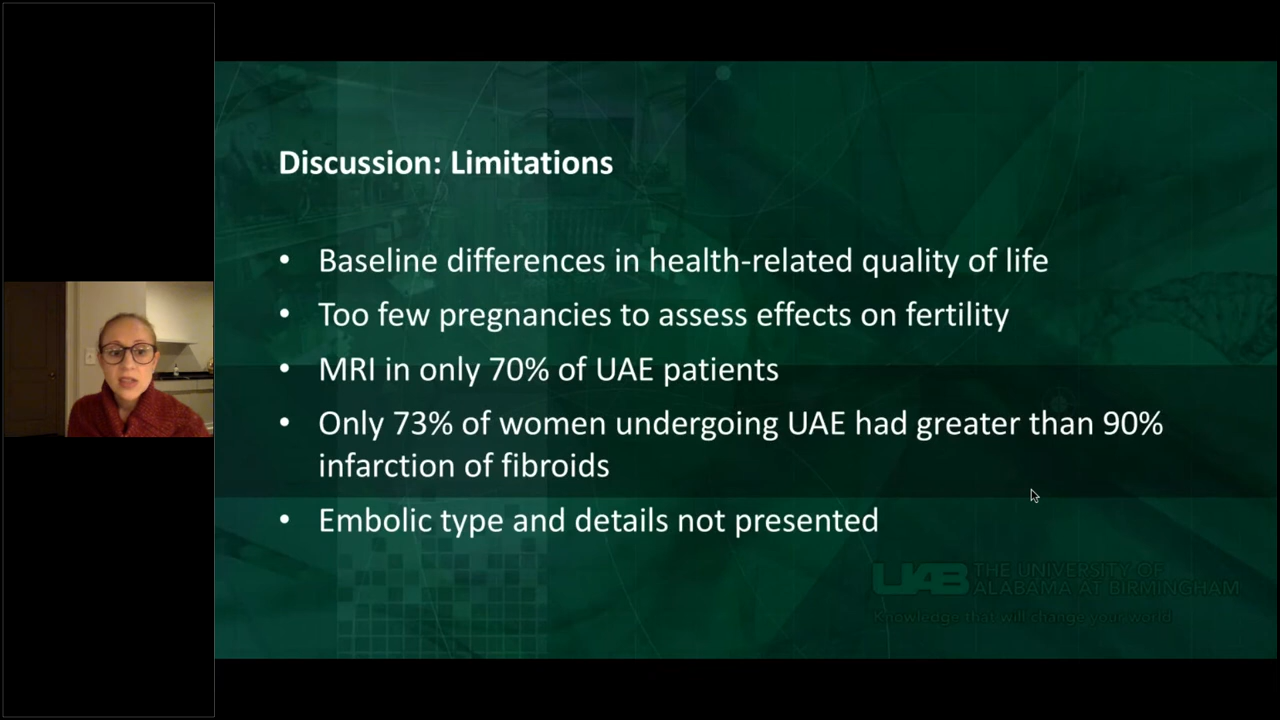 Discussion: Limitations
• Baseline differences in health-related quality of life
• Too few pregnancies to assess effects on fertility
• MRI in only 70% of UAE patients
• Only 73% of women undergoing UAE had greater than 90%
infarction of fibroids
• Embolic type and details not presented
UAB THE UNIVERSITY OF
ALABAMA AT BIRMINGHAM
Knowledge that will change your world